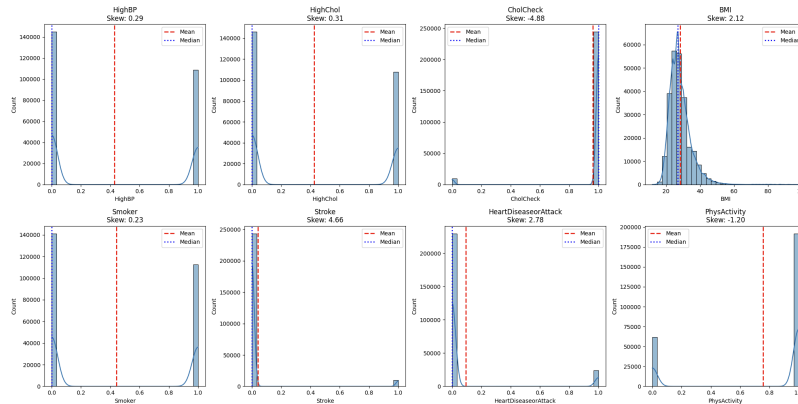 HighBP
Skew: 0.29
Mean
Median
140000
120000
100000
80000
60000
40000
20000
0
Count
0.0 0.2 0.4 0.6 0.8 1.0
HighBP
HighChol
Skew: 0.31
Mean
Median
140000
120000
100000
80000
60000
40000
20000
0
Count
0.0 0.2 0.4 0.6 0.8 1.0
HighChol
CholCheck
Skew: -4.88
Mean
Median
250000
200000
150000
100000
50000
0
Count
0.0 0.2 0.4 0.6 0.8 1.0
CholCheck
BMI
Skew: 2.12
Mean
Median
60000
50000
40000
30000
20000
10000
0
Count
20 40 60 80
BMI
Smoker
Skew: 0.23
Mean
Median
140000
120000
100000
80000
60000
40000
20000
0
Count
0.0 0.2 0.4 0.6 0.8 1.0
Smoker
Stroke
Skew: 4.66
Mean
Median
250000
200000
150000
100000
50000
0
Count
0.0 0.2 0.4 0.6 0.8 1.0
Stroke
HeartDiseaseorAttack
Skew: 2.78
Mean
Median
200000
150000
100000
50000
0
Count
0.0 0.2 0.4 0.6 0.8 1.0
HeartDiseaseorAttack
PhysActivity
Skew: -1.20
Mean
Median
200000
175000
150000
125000
100000
75000
50000
25000
0
Count
0.0 0.2 0.4 0.6 0.8
PhysActivity